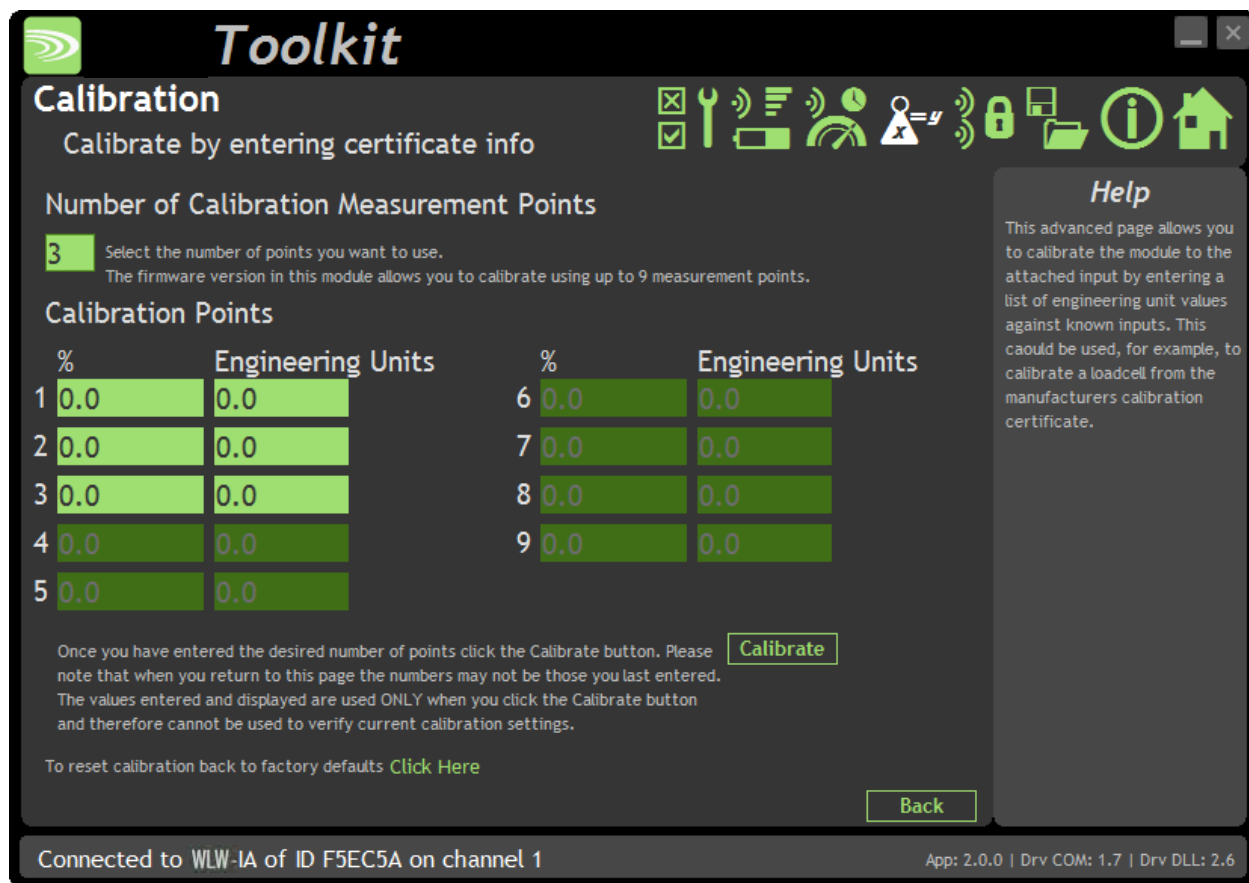 Toolkit
Calibration
Calibrate by entering certificate info
x=y
Number of Calibration Measurement Points
3
Select the number of points you want to use.
The firmware version in this module allows you to calibrate using up to 9 measurement points.
Calibration Points
% Engineering Units % Engineering Units
1 0.0 0.0 6 0.0 0.0
2 0.0 0.0 7 0.0 0.0
3 0.0 0.0 8 0.0 0.0
4 0.0 0.0 9 0.0 0.0
5 0.0 0.0
Once you have entered the desired number of points click the Calibrate button. Please
note that when you return to this page the numbers may not be those you last entered.
The values entered and displayed are used ONLY when you click the Calibrate button
and therefore cannot be used to verify current calibration settings.
Calibrate
To reset calibration back to factory defaults Click Here
Back
Help
This advanced page allows you
to calibrate the module to the
attached input by entering a
list of engineering unit values
against known inputs. This
caould be used, for example, to
calibrate a loadcell from the
manufacturers calibration
certificate.
Connected to WLW-IA of ID F5EC5A on channel 1
App: 2.0.0 | Drv COM: 1.7 | Drv DLL: 2.6